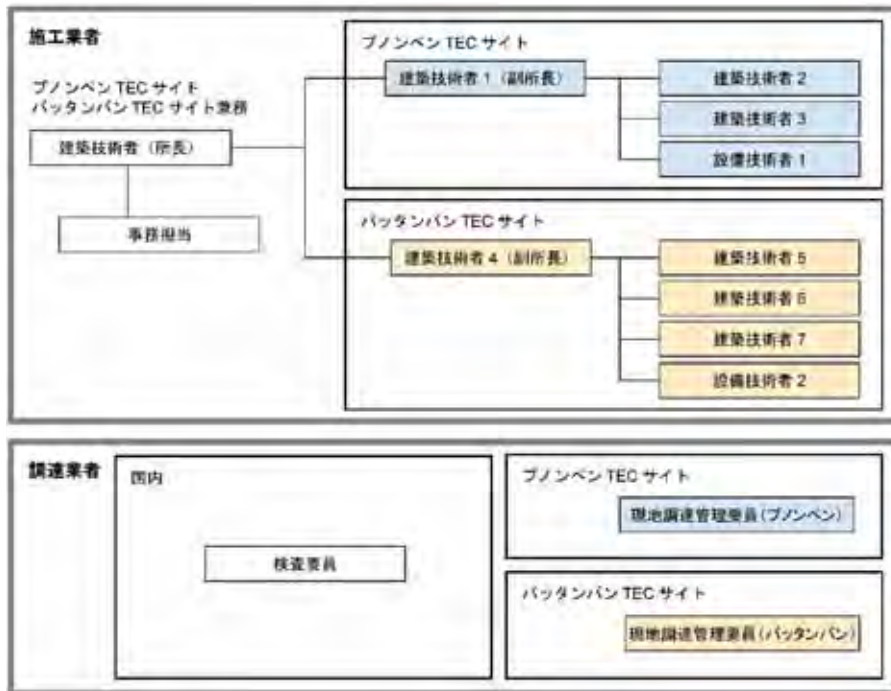 施工業者
プノンペン TEC サイト
バッタンバン TEC サイト兼務
建築技術者（所長）
事務担当
プノンペン TEC サイト
建築技術者 1（副所長）
建築技術者 2
建築技術者 3
設備技術者 1
バッタンバン TEC サイト
建築技術者 4（副所長）
建築技術者 5
建築技術者 6
建築技術者 7
設備技術者 2
調達業者
国内
検査要員
プノンペン TEC サイト
現地調達管理要員(プノンペン)
バッタンバン TEC サイト
現地調達管理要員(バッタンバン)